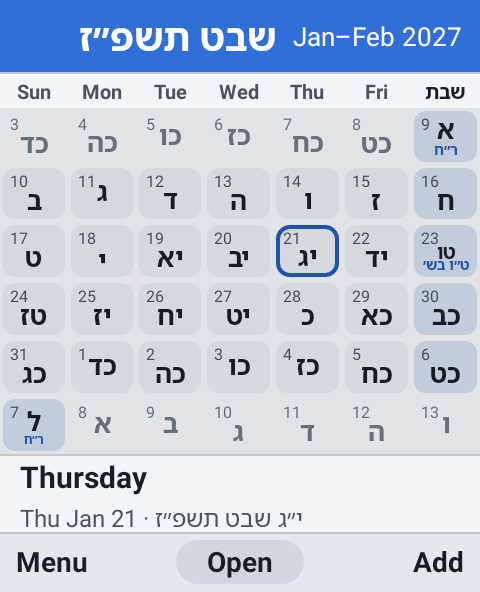 שבט תשפ״ז Jan–Feb 2027
Sun Mon Tue Wed Thu Fri שבת
3 כד 4 כה 5 כו 6 כז 7 כח 8 כט 9 א ר״ח
10 ב 11 ג 12 ד 13 ה 14 ו 15 ז 16 ח
17 ט 18 י 19 יא 20 יב 21 יג 22 יד 23 טו ט״ו בש׳
24 טז 25 יז 26 יח 27 יט 28 כ 29 כא 30 כב
31 כג 1 כד 2 כה 3 כו 4 כז 5 כח 6 כט
7 ל ר״ח 8 א 9 ב 10 ג 11 ד 12 ה 13 ו
Thursday
Thu Jan 21 · י״ג שבט תשפ״ז
Menu Open Add